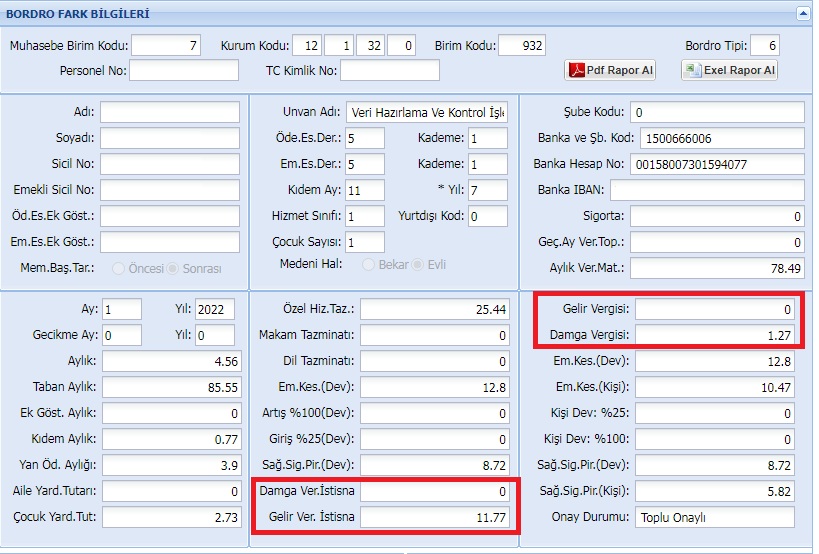 BORDRO FARK BİLGİLERİ
Muhasebe Birim Kodu: 7 Kurum Kodu: 12 1 32 0 Birim Kodu: 932 Bordro Tipi: 6
Personel No: TC Kimlik No: Pdf Rapor Al Exel Rapor Al
Adı: Unvan Adı: Veri Hazırlama Ve Kontrol İşle Şube Kodu: 0
Soyadı: Öde.Es.Der.: 5 Kademe: 1 Banka ve Şb. Kod: 1500666006
Sicil No: Em.Es.Der.: 5 Kademe: 1 Banka Hesap No: 00158007301594077
Emekli Sicil No: Kıdem Ay: 11 * Yıl: 7 Banka IBAN:
Öd.Es.Ek Göst.: Hizmet Sınıfı: 1 Yurtdışı Kod: 0 Sigorta: 0
Em.Es.Ek Göst.: Çocuk Sayısı: 1 Geç.Ay Ver.Top.: 0
Mem.Baş.Tar.: Öncesi Sonrası Medeni Hal: Bekar Evli Aylık Ver.Mat.: 78.49
Ay: 1 Yıl: 2022 Özel Hiz.Taz.: 25.44 Gelir Vergisi: 0
Gecikme Ay: 0 Yıl: 0 Makam Tazminatı: 0 Damga Vergisi: 1.27
Aylık: 4.56 Dil Tazminatı: 0 Em.Kes.(Dev): 12.8
Taban Aylık: 85.55 Em.Kes.(Dev): 12.8 Em.Kes.(Kişi): 10.47
Ek Göst. Aylık: 0 Artış %100(Dev): 0 Kişi Dev: %25: 0
Kıdem Aylık: 0.77 Giriş %25(Dev): 0 Kişi Dev: %100: 0
Yan Öd. Aylığı: 3.9 Sağ.Sig.Pir.(Dev): 8.72 Sağ.Sig.Pir.(Dev): 8.72
Aile Yard.Tutarı: 0 Damga Ver.İstisna 0 Sağ.Sig.Pir.(Kişi): 5.82
Çocuk Yard.Tut: 2.73 Gelir Ver. İstisna 11.77 Onay Durumu: Toplu Onaylı